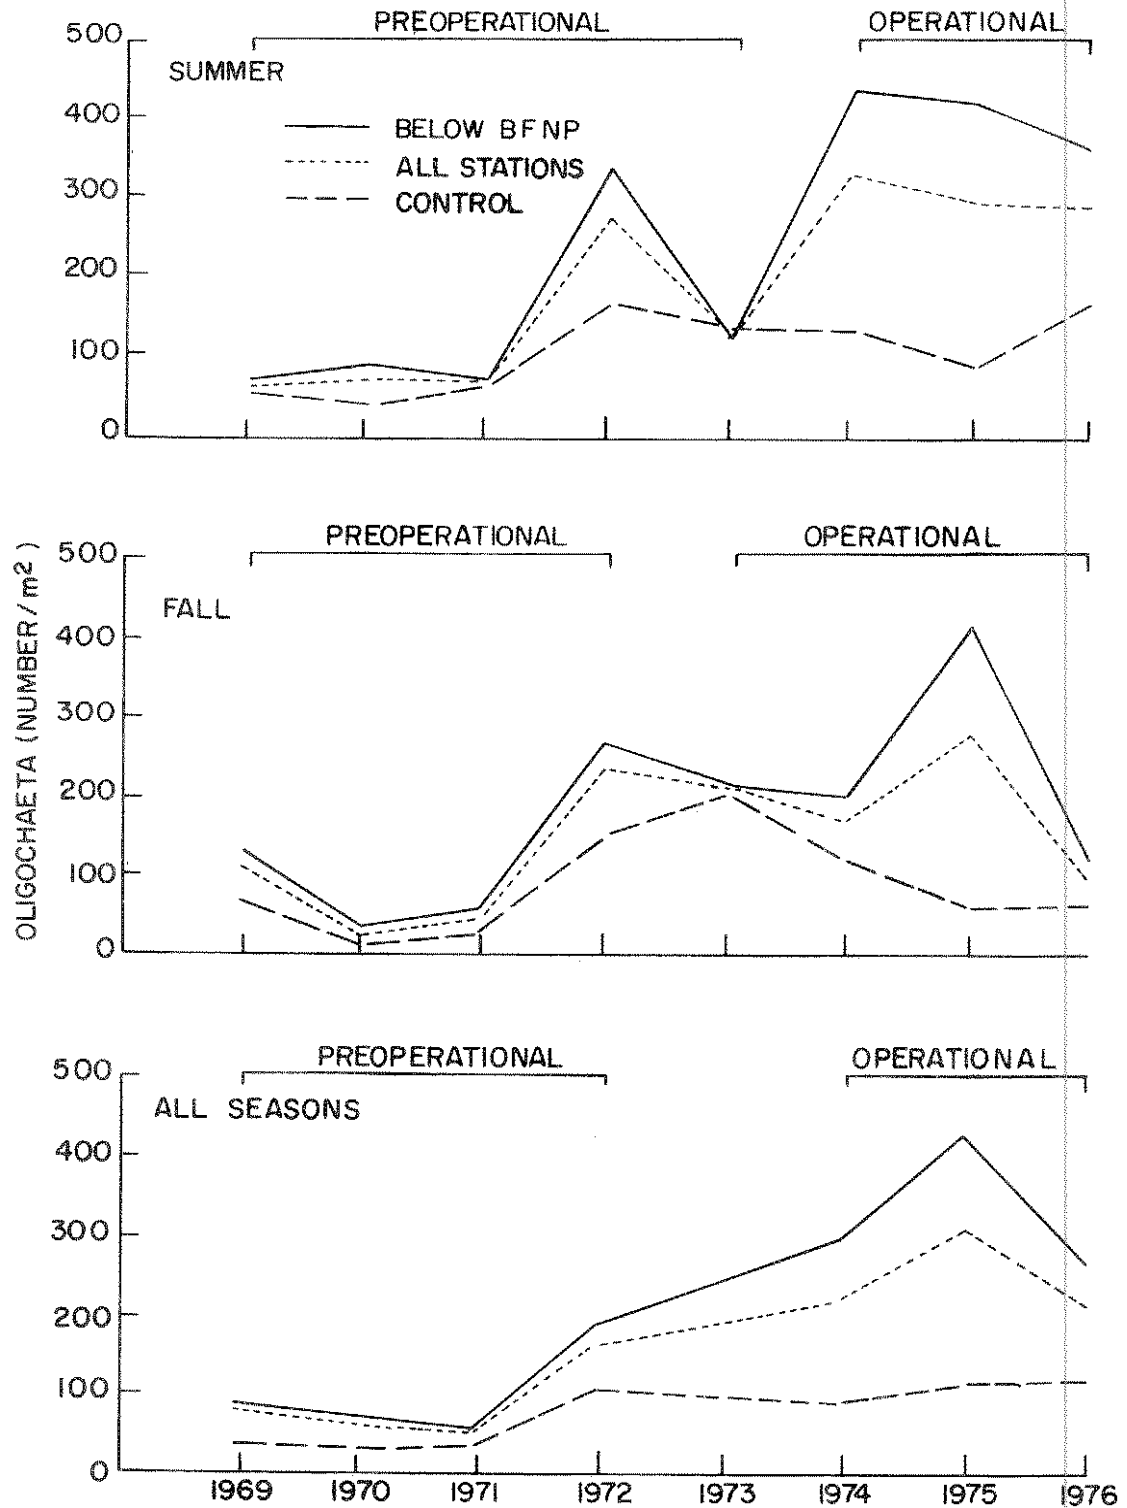 PREOPERATIONAL OPERATIONAL
500
SUMMER
400
BELOW BFNP
ALL STATIONS
300
CONTROL
200
100
0
OLIGOCHAETA (NUMBER/m²)
PREOPERATIONAL OPERATIONAL
500
FALL
400
300
200
100
0
PREOPERATIONAL OPERATIONAL
500
ALL SEASONS
400
300
200
100
0
1969 1970 1971 1972 1973 1974 1975 1976